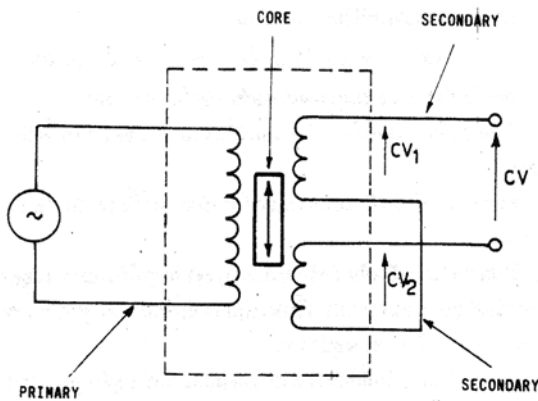 CORE
SECONDARY
CV1
CV
~
CV2
PRIMARY
SECONDARY